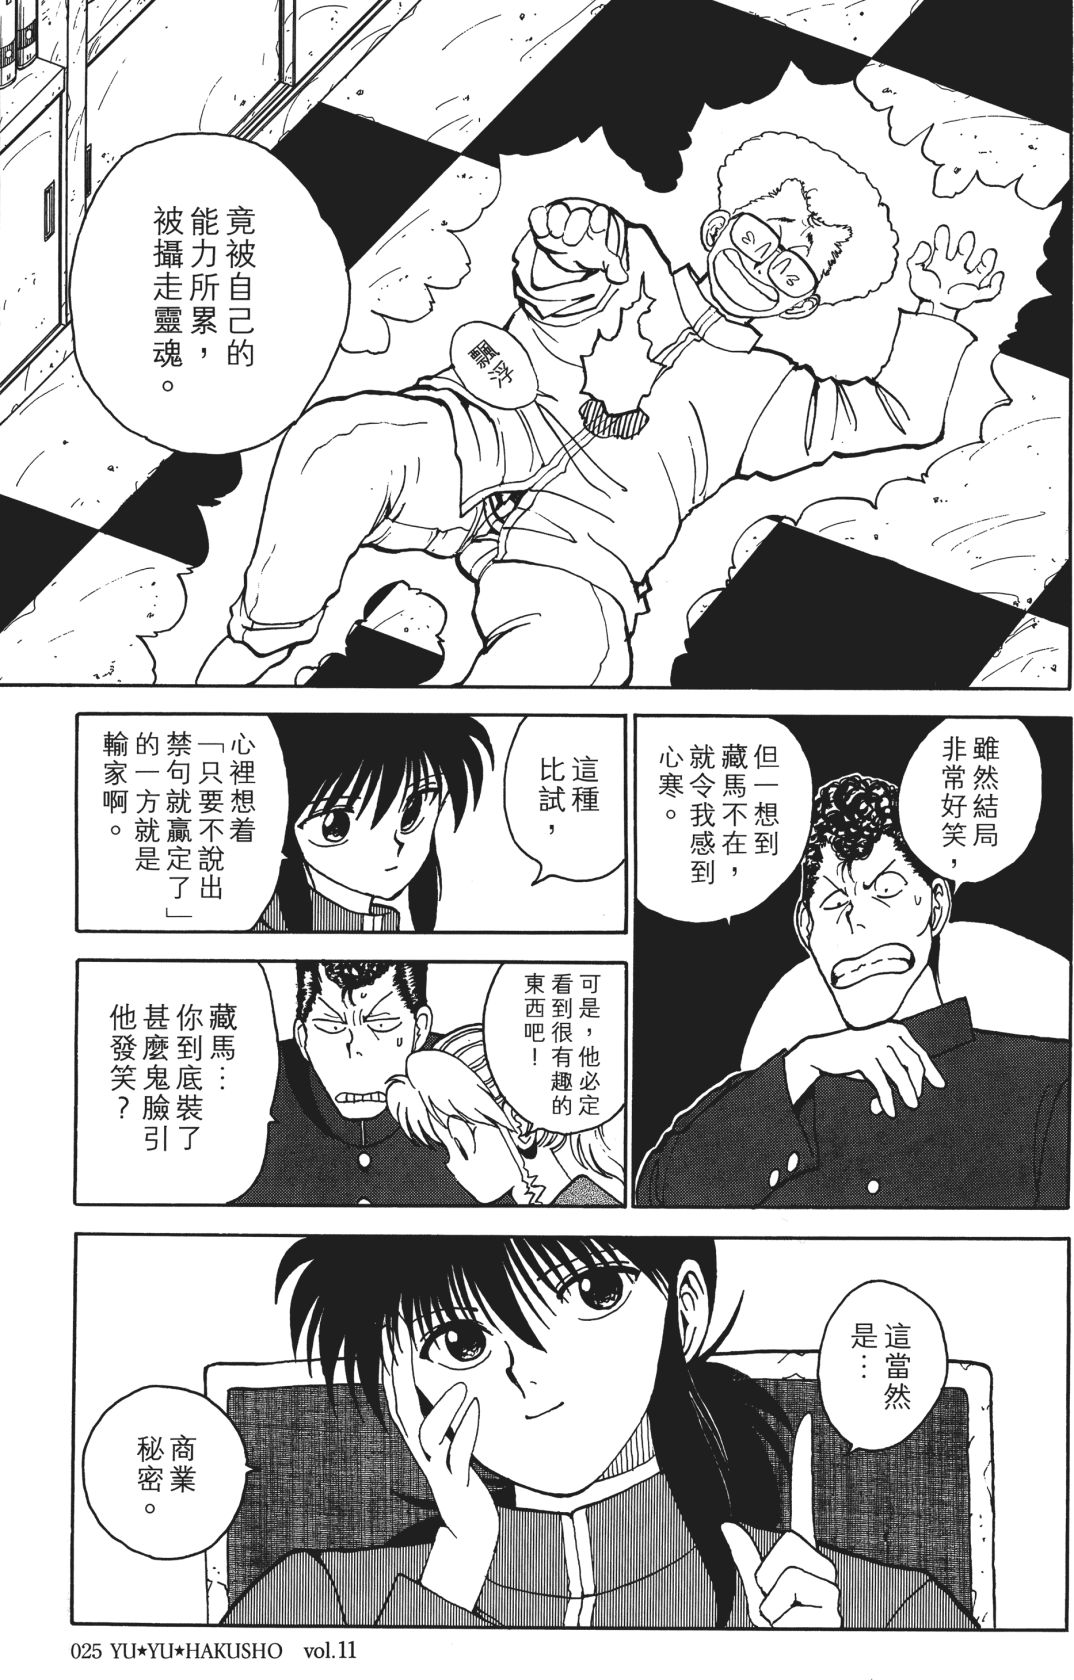 竟被自己的
能力所累，
被攝走靈魂。
飄浮
雖然結局
非常好笑，
但一想到
藏馬不在，
就令我感到
心寒。
這種
比試，
心裡想着
「只要不說出
禁句就贏定了」
的一方就是
輸家啊。
可是，他必定
看到很有趣的
東西吧！
藏馬…
你到底裝了
甚麼鬼臉引
他發笑？
這當然
是…
商業
秘密。
025 YU★YU★HAKUSHO vol.11